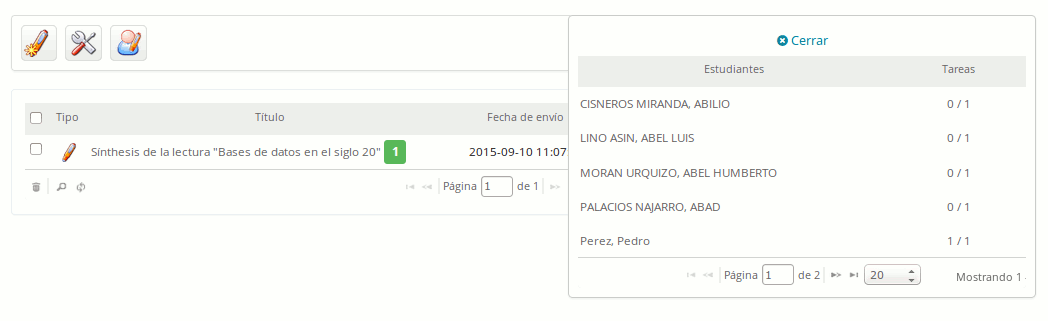 Cerrar
Estudiantes Tareas
CISNEROS MIRANDA, ABILIO 0 / 1
LINO ASIN, ABEL LUIS 0 / 1
MORAN URQUIZO, ABEL HUMBERTO 0 / 1
PALACIOS NAJARRO, ABAD 0 / 1
Perez, Pedro 1 / 1
Página 1 de 2 20 Mostrando 1 -
Tipo Título Fecha de envío
Sínthesis de la lectura "Bases de datos en el siglo 20" 1 2015-09-10 11:07
Página 1 de 1